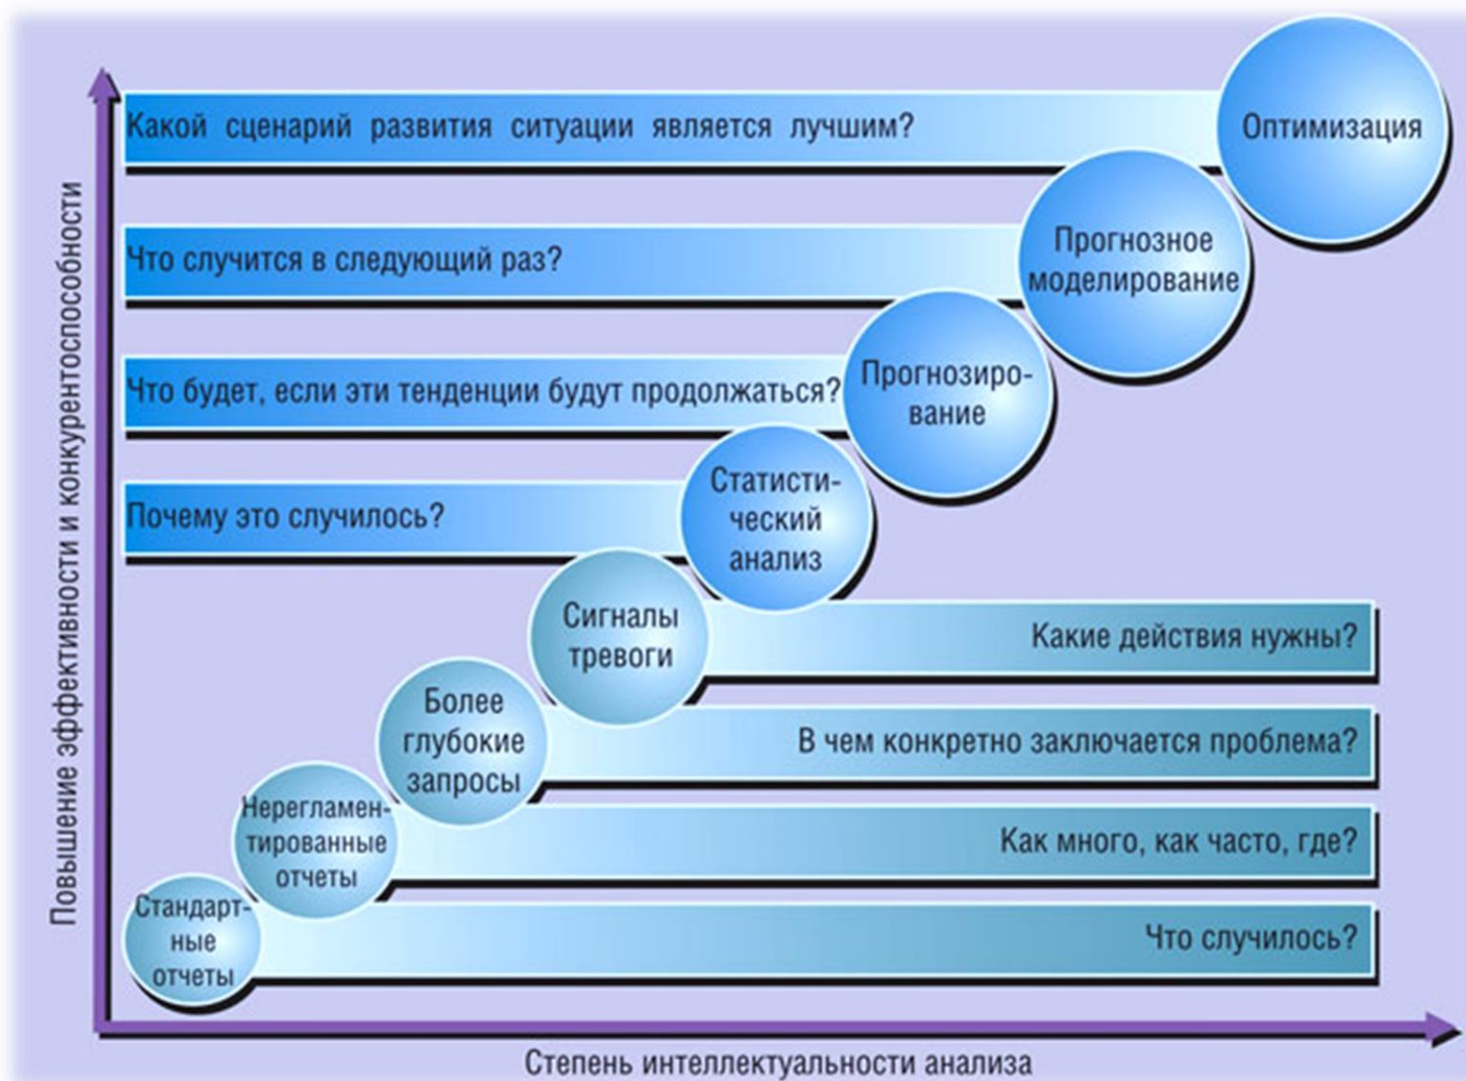 Повышение эффективности и конкурентоспособности
Какой сценарий развития ситуации является лучшим?
Оптимизация
Что случится в следующий раз?
Прогнозное
моделирование
Что будет, если эти тенденции будут продолжаться?
Прогнозиро-
вание
Почему это случилось?
Статисти-
ческий
анализ
Сигналы
тревоги
Какие действия нужны?
Более
глубокие
запросы
В чем конкретно заключается проблема?
Нерегламен-
тированные
отчеты
Как много, как часто, где?
Стандарт-
ные
отчеты
Что случилось?
Степень интеллектуальности анализа